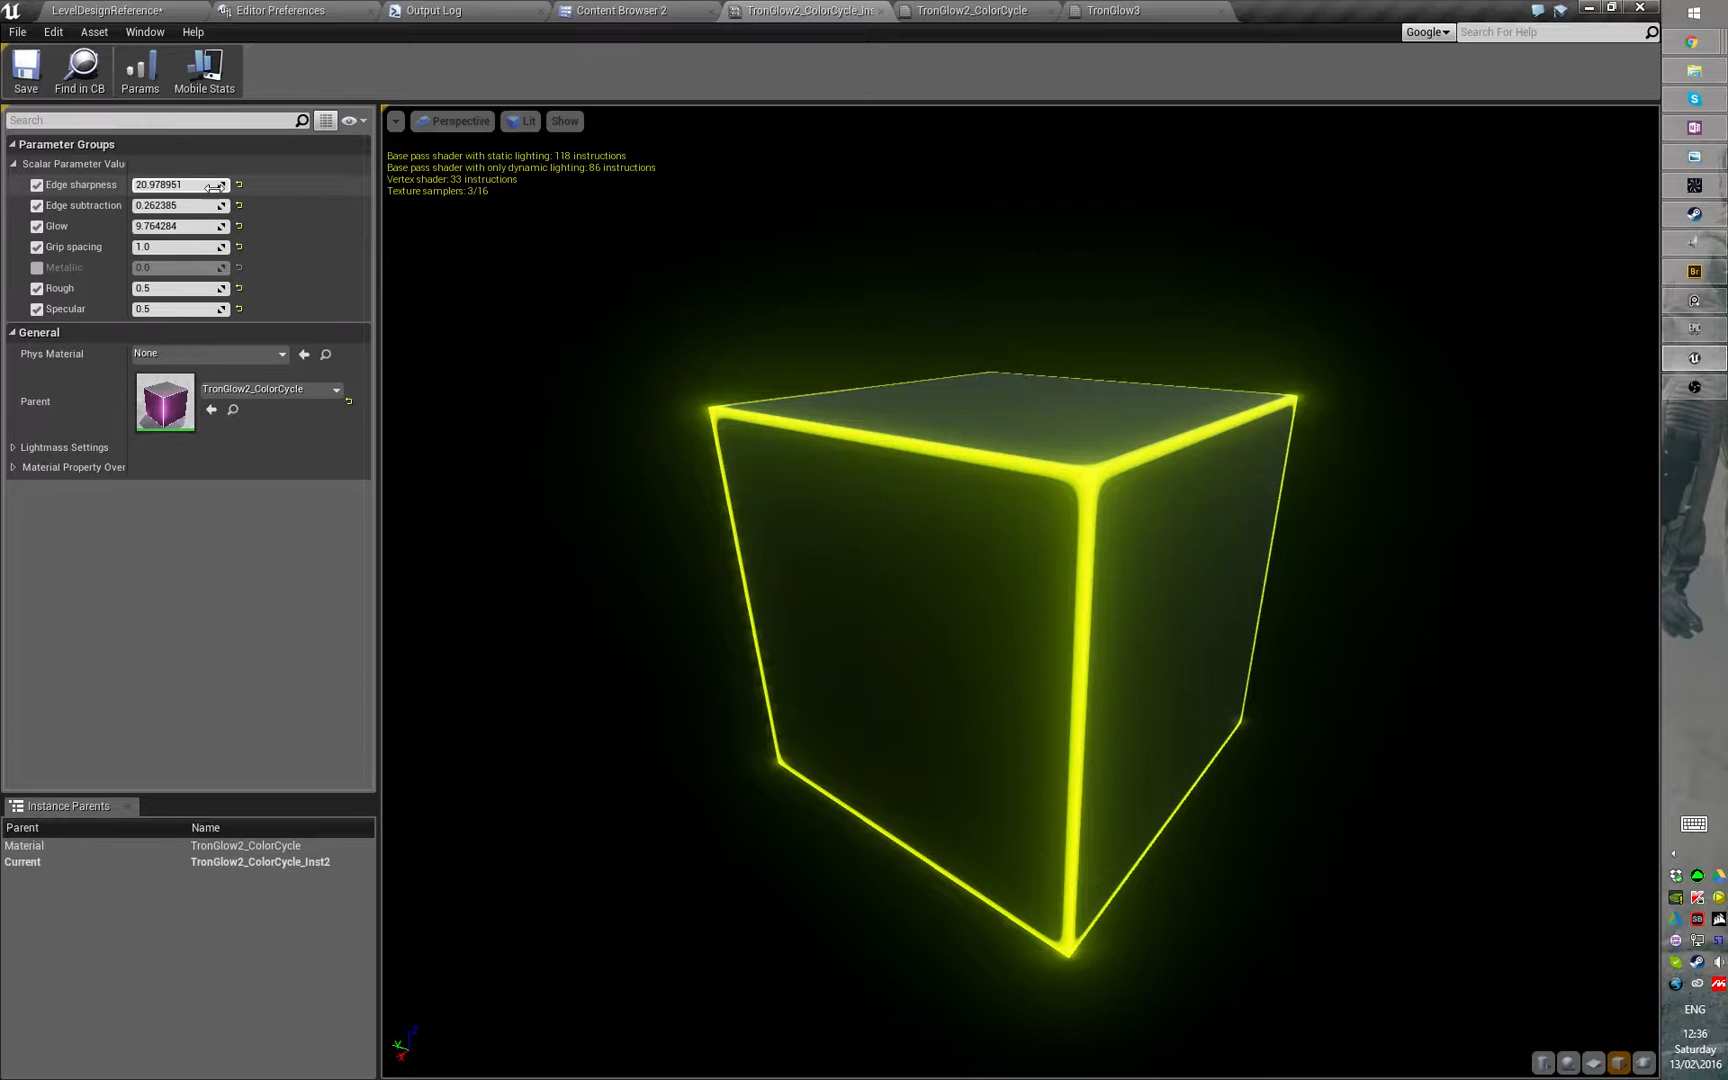 LevelDesignReference*
Editor Preferences
Output Log
Content Browser 2
TronGlow2_ColorCycle_Ins
TronGlow2_ColorCycle
TronGlow3
File Edit Asset Window Help
Google
Search For Help
Save
Find in CB
Params
Mobile Stats
Search
Parameter Groups
Scalar Parameter Valu
Edge sharpness 20.978951
Edge subtraction 0.262385
Glow 9.764284
Grip spacing 1.0
Metallic 0.0
Rough 0.5
Specular 0.5
General
Phys Material None
Parent TronGlow2_ColorCycle
Lightmass Settings
Material Property Over
Perspective Lit Show
Base pass shader with static lighting: 118 instructions
Base pass shader with only dynamic lighting: 86 instructions
Vertex shader: 33 instructions
Texture samplers: 3/16
Instance Parents
Parent Name
Material TronGlow2_ColorCycle
Current TronGlow2_ColorCycle_Inst2
Br
EPIC
SB
ENG
12:36
Saturday
13/02\2016